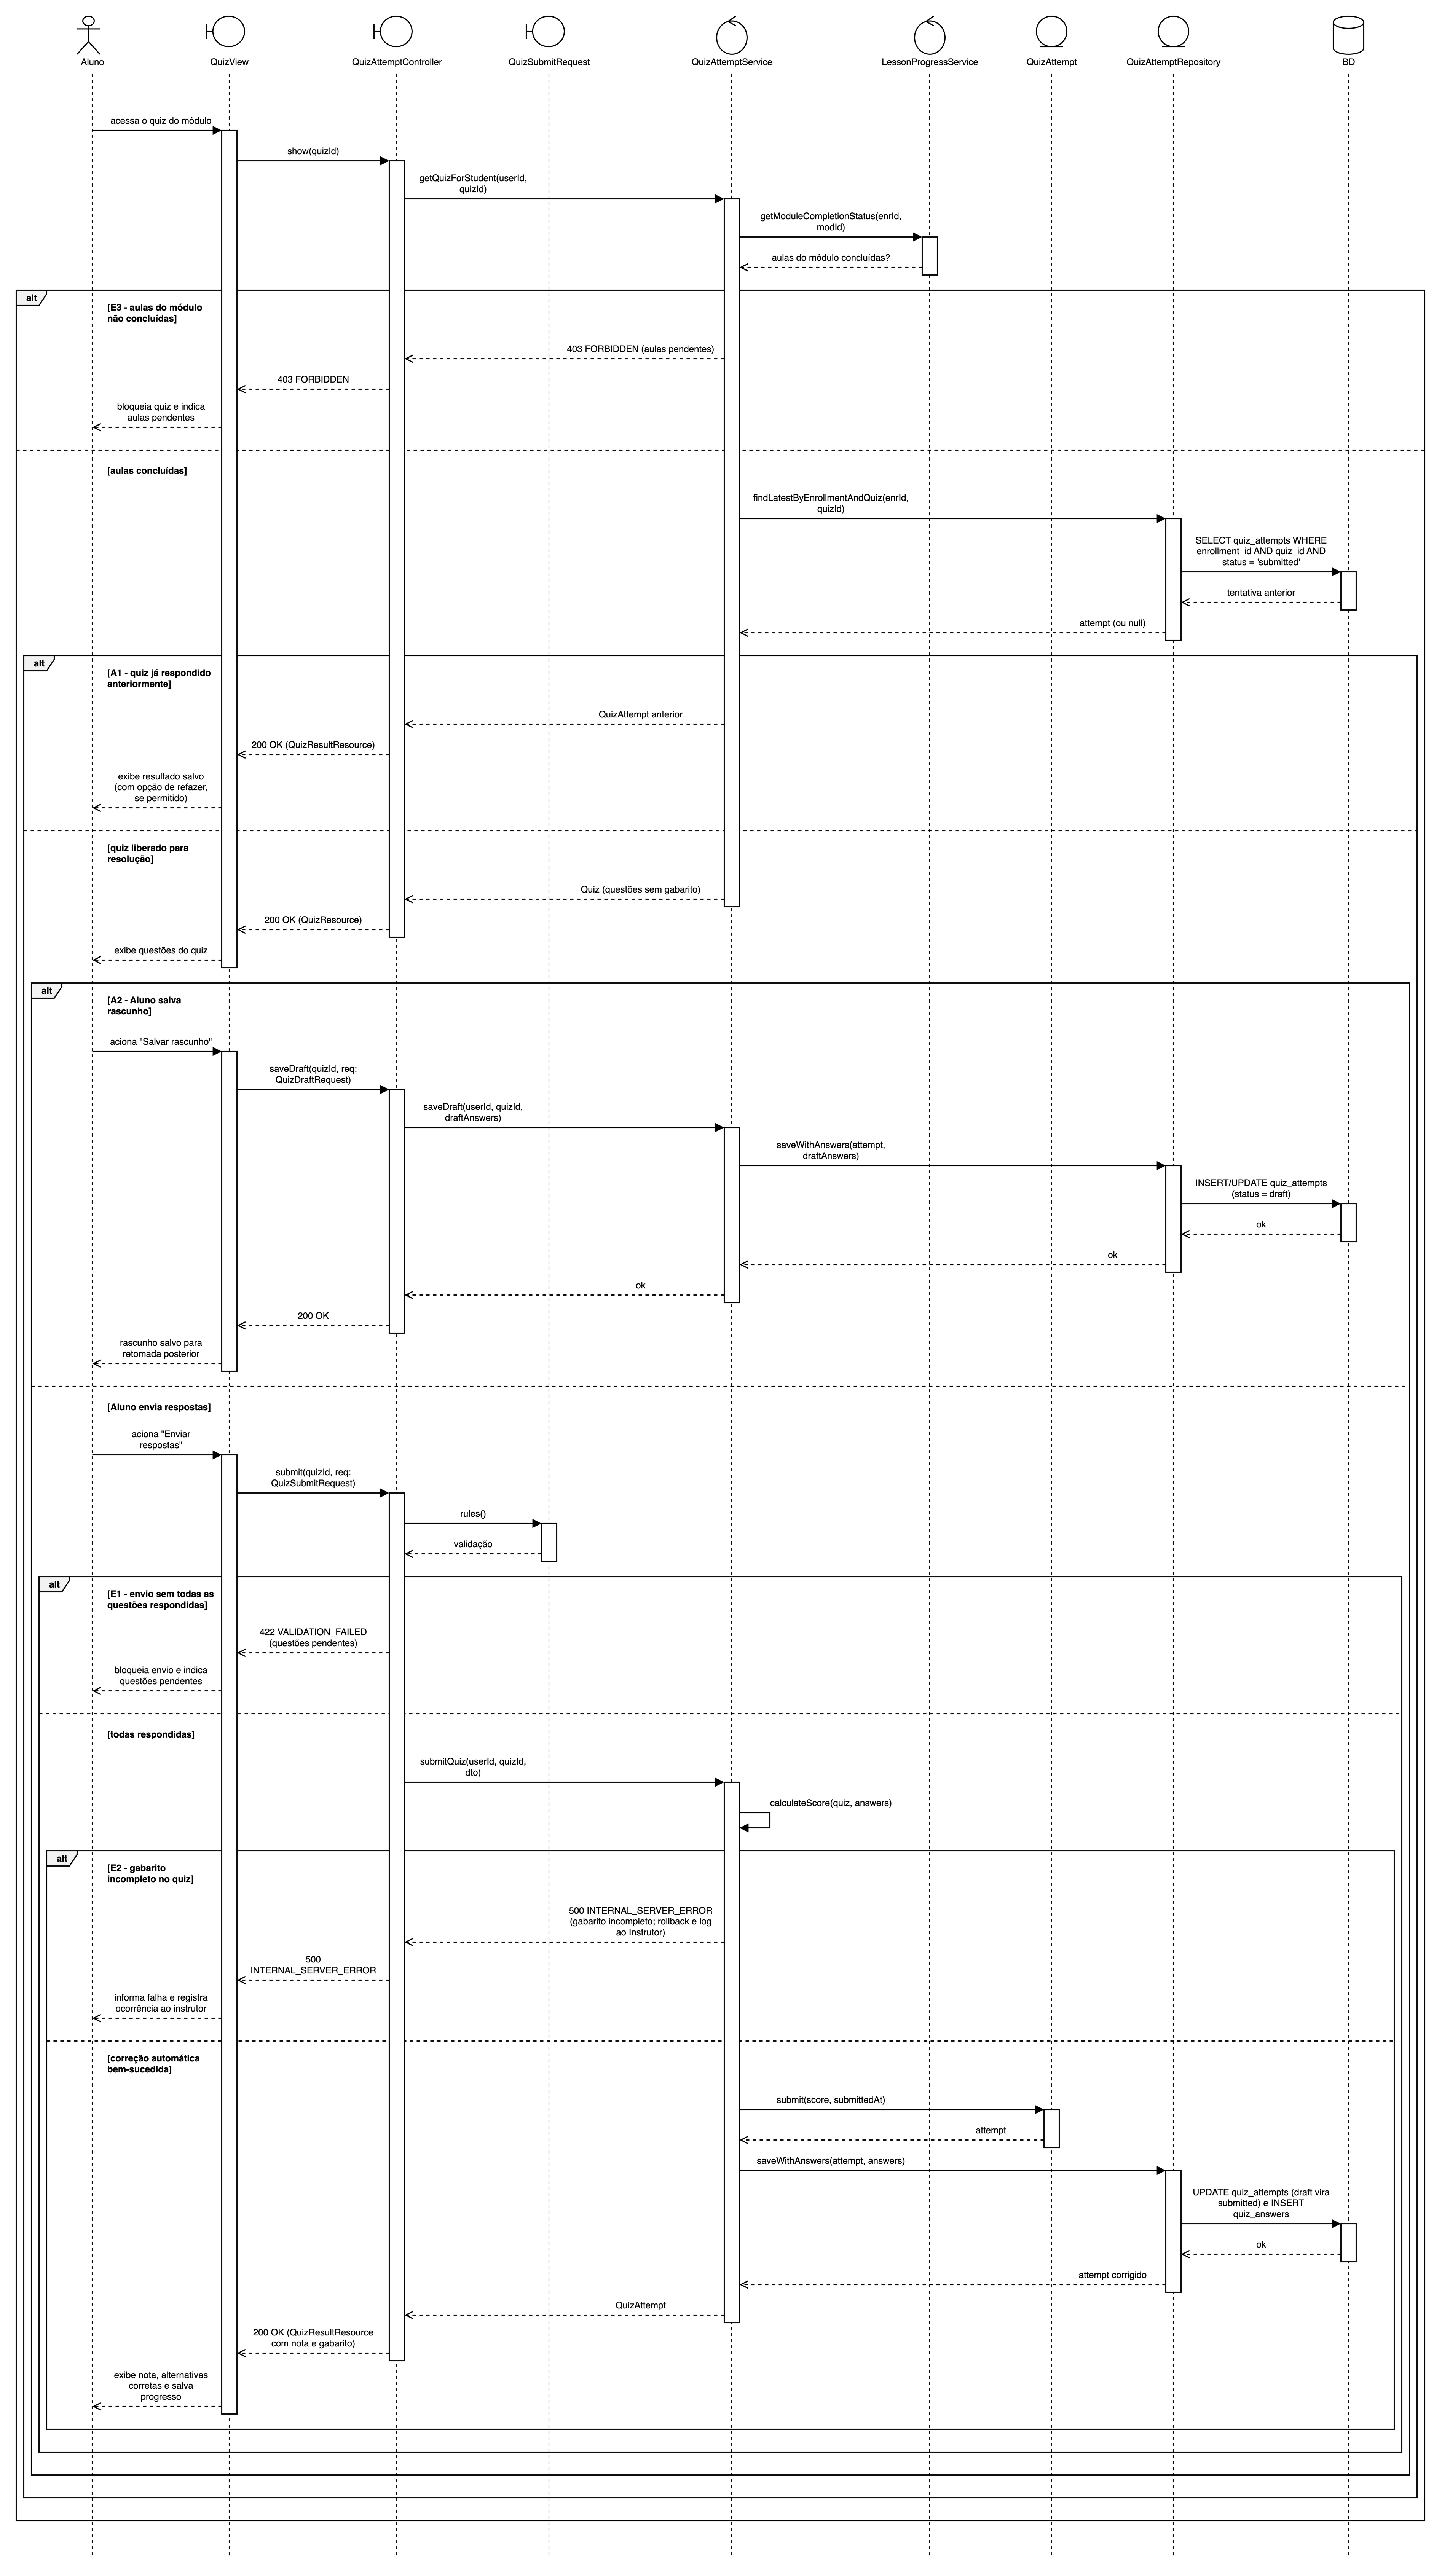 Aluno
QuizView
QuizAttemptController
QuizSubmitRequest
QuizAttemptService
LessonProgressService
QuizAttempt
QuizAttemptRepository
BD
acessa o quiz do módulo
show(quizId)
getQuizForStudent(userId,
quizId)
getModuleCompletionStatus(enrId,
modId)
aulas do módulo concluídas?
alt
[E3 - aulas do módulo
não concluídas]
403 FORBIDDEN (aulas pendentes)
403 FORBIDDEN
bloqueia quiz e indica
aulas pendentes
[aulas concluídas]
findLatestByEnrollmentAndQuiz(enrId,
quizId)
SELECT quiz_attempts WHERE
enrollment_id AND quiz_id AND
status = 'submitted'
tentativa anterior
attempt (ou null)
alt
[A1 - quiz já respondido
anteriormente]
QuizAttempt anterior
200 OK (QuizResultResource)
exibe resultado salvo
(com opção de refazer,
se permitido)
[quiz liberado para
resolução]
Quiz (questões sem gabarito)
200 OK (QuizResource)
exibe questões do quiz
alt
[A2 - Aluno salva
rascunho]
aciona "Salvar rascunho"
saveDraft(quizId, req:
QuizDraftRequest)
saveDraft(userId, quizId,
draftAnswers)
saveWithAnswers(attempt,
draftAnswers)
INSERT/UPDATE quiz_attempts
(status = draft)
ok
ok
ok
200 OK
rascunho salvo para
retomada posterior
[Aluno envia respostas]
aciona "Enviar
respostas"
submit(quizId, req:
QuizSubmitRequest)
rules()
validação
alt
[E1 - envio sem todas as
questões respondidas]
422 VALIDATION_FAILED
(questões pendentes)
bloqueia envio e indica
questões pendentes
[todas respondidas]
submitQuiz(userId, quizId,
dto)
calculateScore(quiz, answers)
alt
[E2 - gabarito
incompleto no quiz]
500 INTERNAL_SERVER_ERROR
(gabarito incompleto; rollback e log
ao Instrutor)
500
INTERNAL_SERVER_ERROR
informa falha e registra
ocorrência ao instrutor
[correção automática
bem-sucedida]
submit(score, submittedAt)
attempt
saveWithAnswers(attempt, answers)
UPDATE quiz_attempts (draft vira
submitted) e INSERT
quiz_answers
ok
attempt corrigido
QuizAttempt
200 OK (QuizResultResource
com nota e gabarito)
exibe nota, alternativas
corretas e salva
progresso